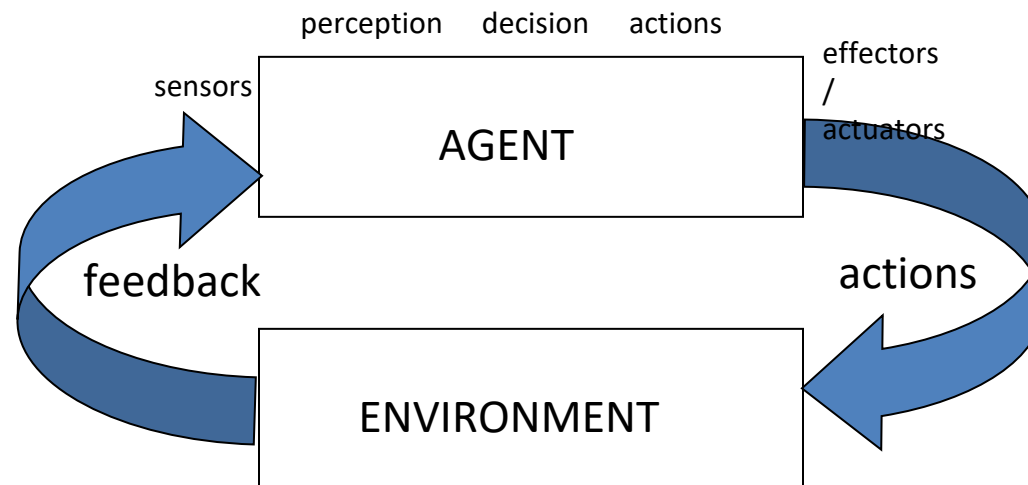 perception decision actions
sensors
effectors
/
actuators
AGENT
feedback
actions
ENVIRONMENT